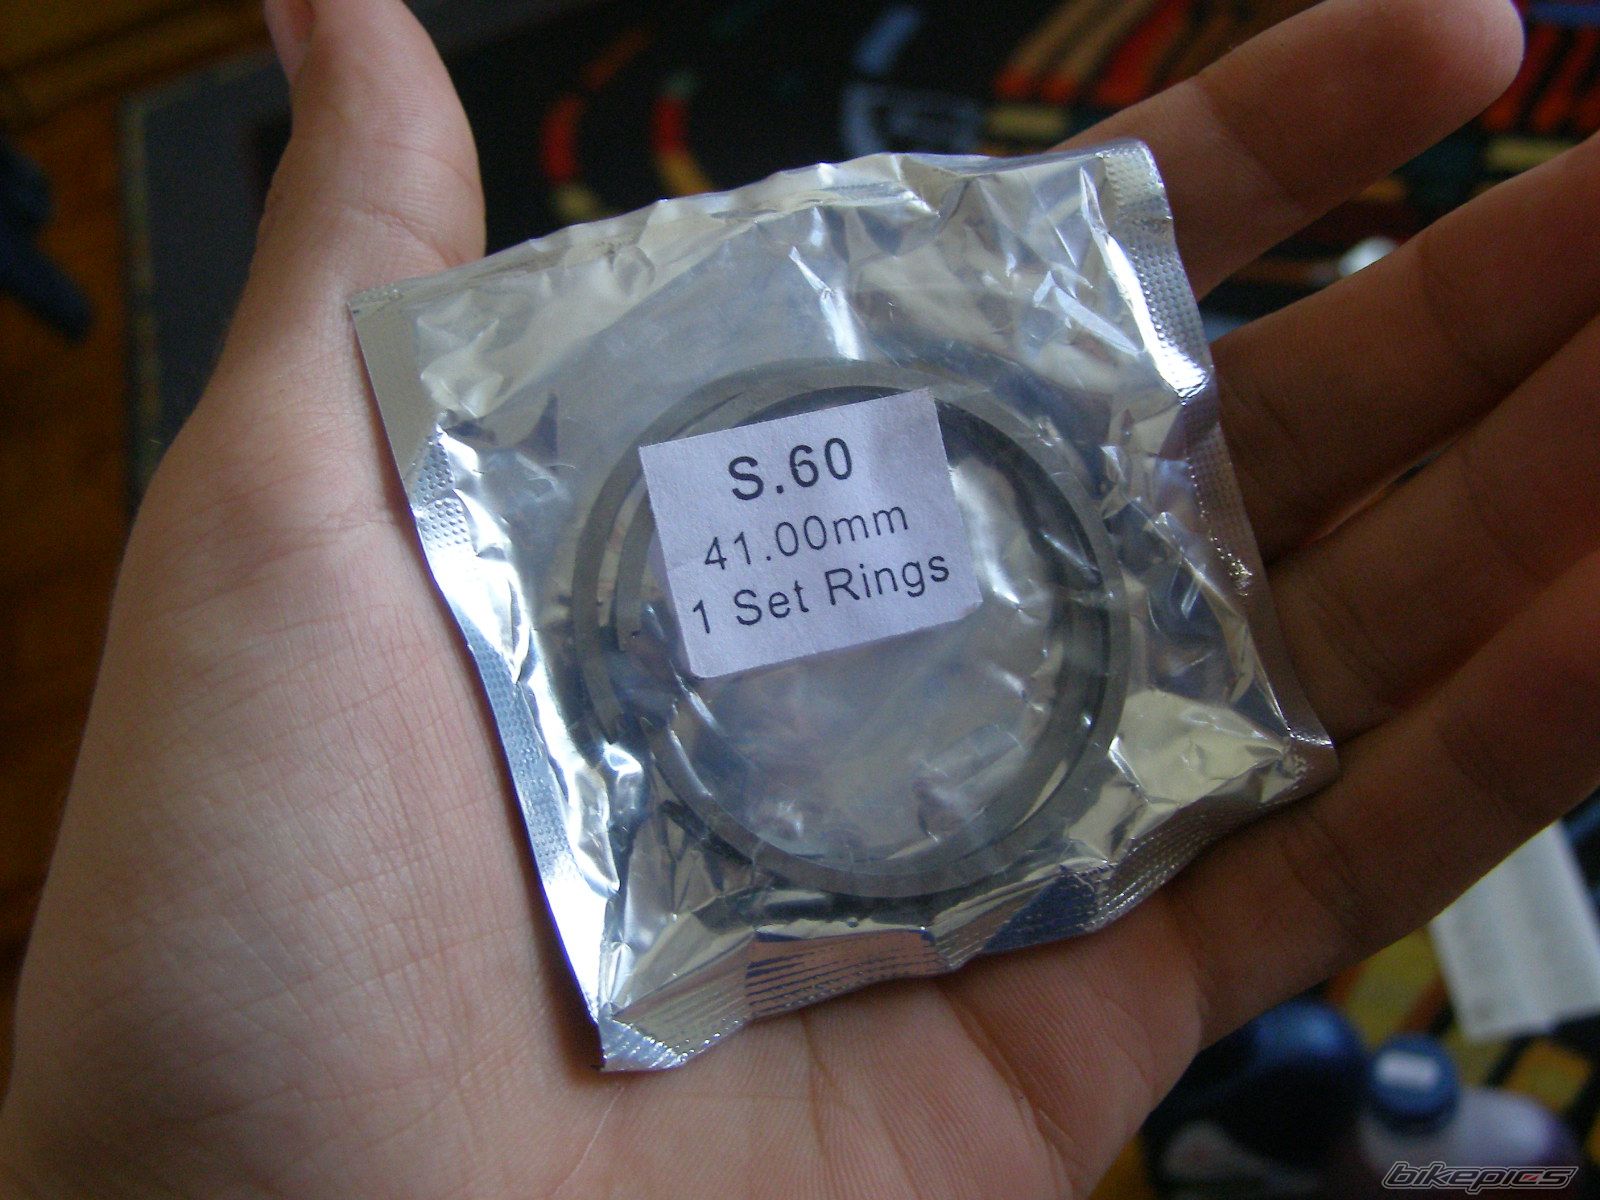 S.60
41.00mm
1 Set Rings
bikepics